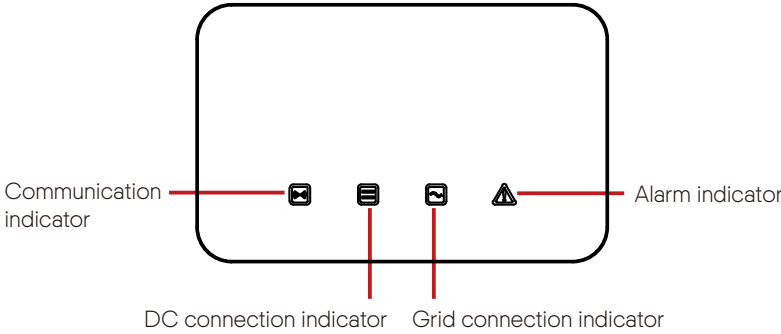 Communication
indicator
Alarm indicator
DC connection indicator
Grid connection indicator